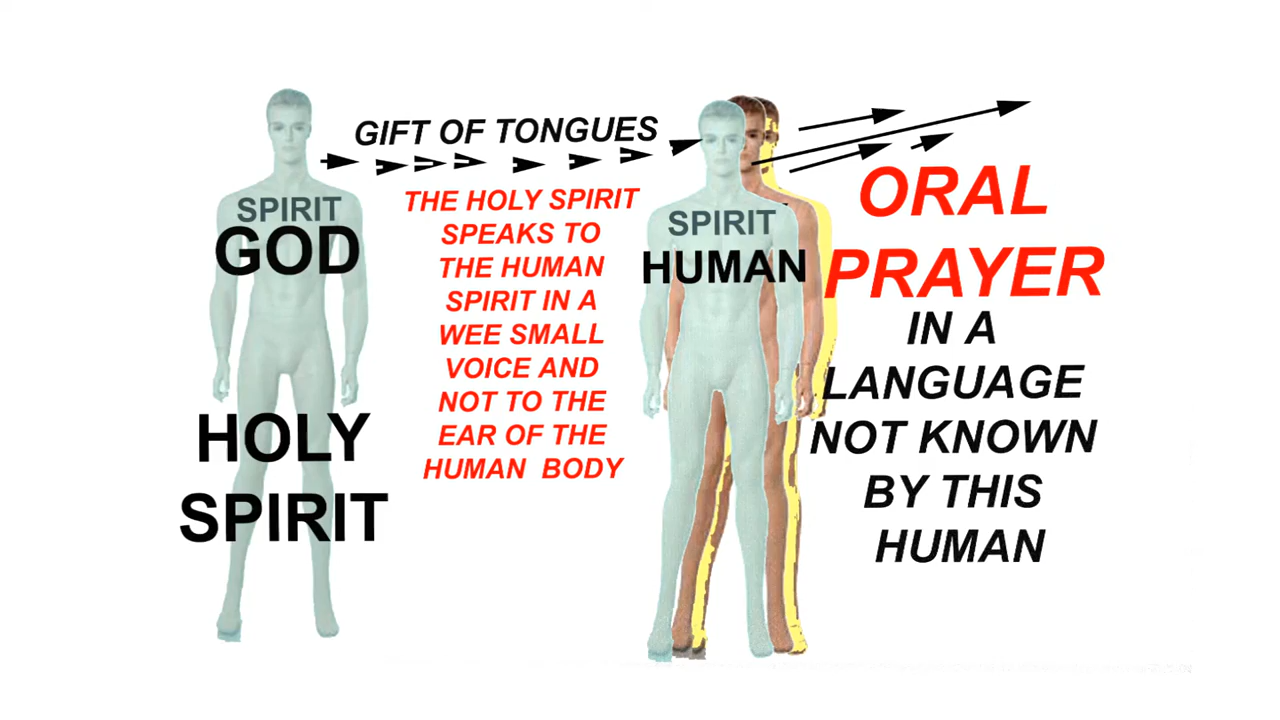 GIFT OF TONGUES
SPIRIT
GOD
HOLY
SPIRIT
THE HOLY SPIRIT
SPEAKS TO
THE HUMAN
SPIRIT IN A
WEE SMALL
VOICE AND
NOT TO THE
EAR OF THE
HUMAN BODY
SPIRIT
HUMAN
ORAL
PRAYER
IN A
LANGUAGE
NOT KNOWN
BY THIS
HUMAN